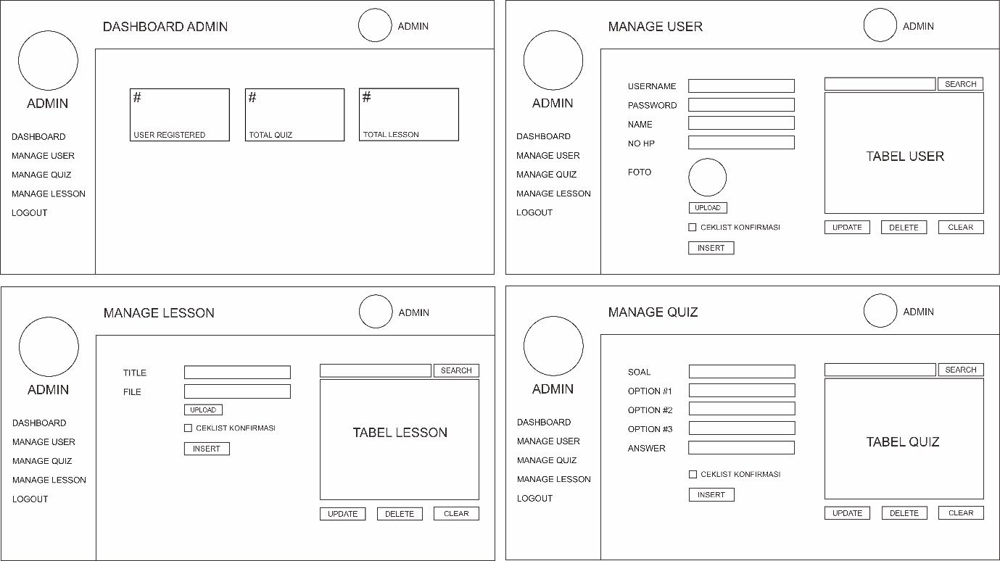 DASHBOARD ADMIN
ADMIN
ADMIN
DASHBOARD
MANAGE USER
MANAGE QUIZ
MANAGE LESSON
LOGOUT
#
USER REGISTERED
#
TOTAL QUIZ
#
TOTAL LESSON
MANAGE USER
ADMIN
ADMIN
DASHBOARD
MANAGE USER
MANAGE QUIZ
MANAGE LESSON
LOGOUT
USERNAME
PASSWORD
NAME
NO HP
FOTO
UPLOAD
CEKLIST KONFIRMASI
INSERT
SEARCH
TABEL USER
UPDATE
DELETE
CLEAR
MANAGE LESSON
ADMIN
ADMIN
DASHBOARD
MANAGE USER
MANAGE QUIZ
MANAGE LESSON
LOGOUT
TITLE
FILE
UPLOAD
CEKLIST KONFIRMASI
INSERT
SEARCH
TABEL LESSON
UPDATE
DELETE
CLEAR
MANAGE QUIZ
ADMIN
ADMIN
DASHBOARD
MANAGE USER
MANAGE QUIZ
MANAGE LESSON
LOGOUT
SOAL
OPTION #1
OPTION #2
OPTION #3
ANSWER
CEKLIST KONFIRMASI
INSERT
SEARCH
TABEL QUIZ
UPDATE
DELETE
CLEAR